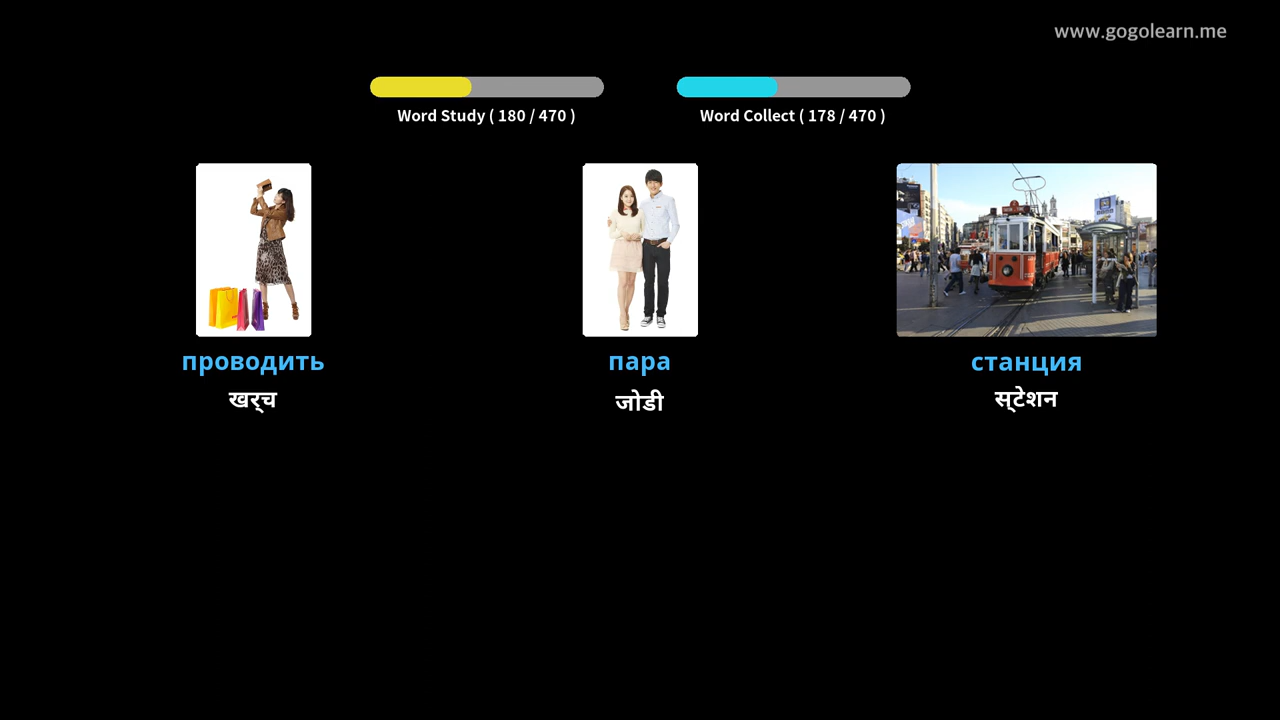 www.gogolearn.me
Word Study ( 180 / 470 )
Word Collect ( 178 / 470 )
проводить
пара
станция
खर्च
जोडी
स्टेशन